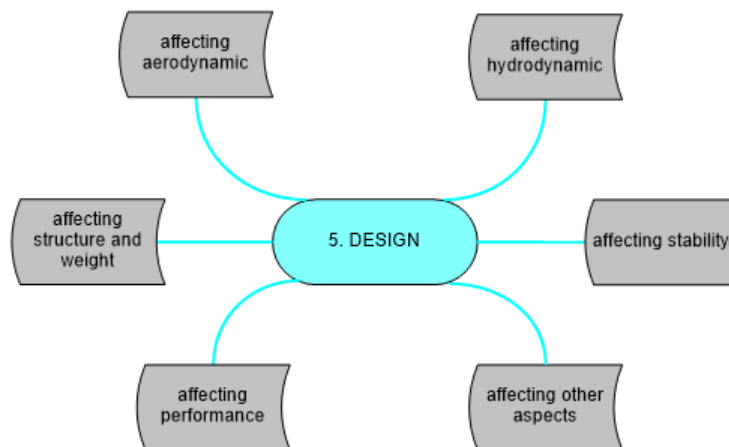 affecting
aerodynamic
affecting
hydrodynamic
affecting
structure and
weight
5. DESIGN
affecting stability
affecting
performance
affecting other
aspects